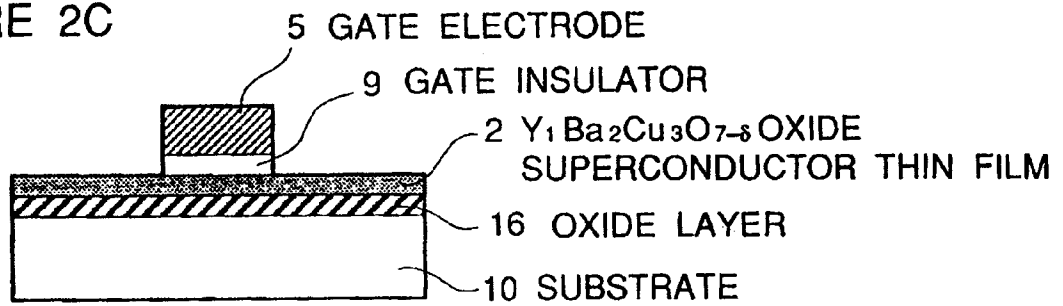 RE 2C
5 GATE ELECTRODE
9 GATE INSULATOR
2 Y₁Ba₂Cu₃O₇₋δ OXIDE
SUPERCONDUCTOR THIN FILM
16 OXIDE LAYER
10 SUBSTRATE